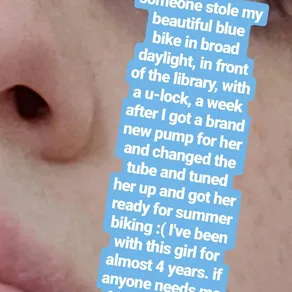 someone stole my
beautiful blue
bike in broad
daylight, in front
of the library, with
a u-lock, a week
after I got a brand
new pump for her
and changed the
tube and tuned
her up and got her
ready for summer
biking :( I've been
with this girl for
almost 4 years. if
anyone needs me